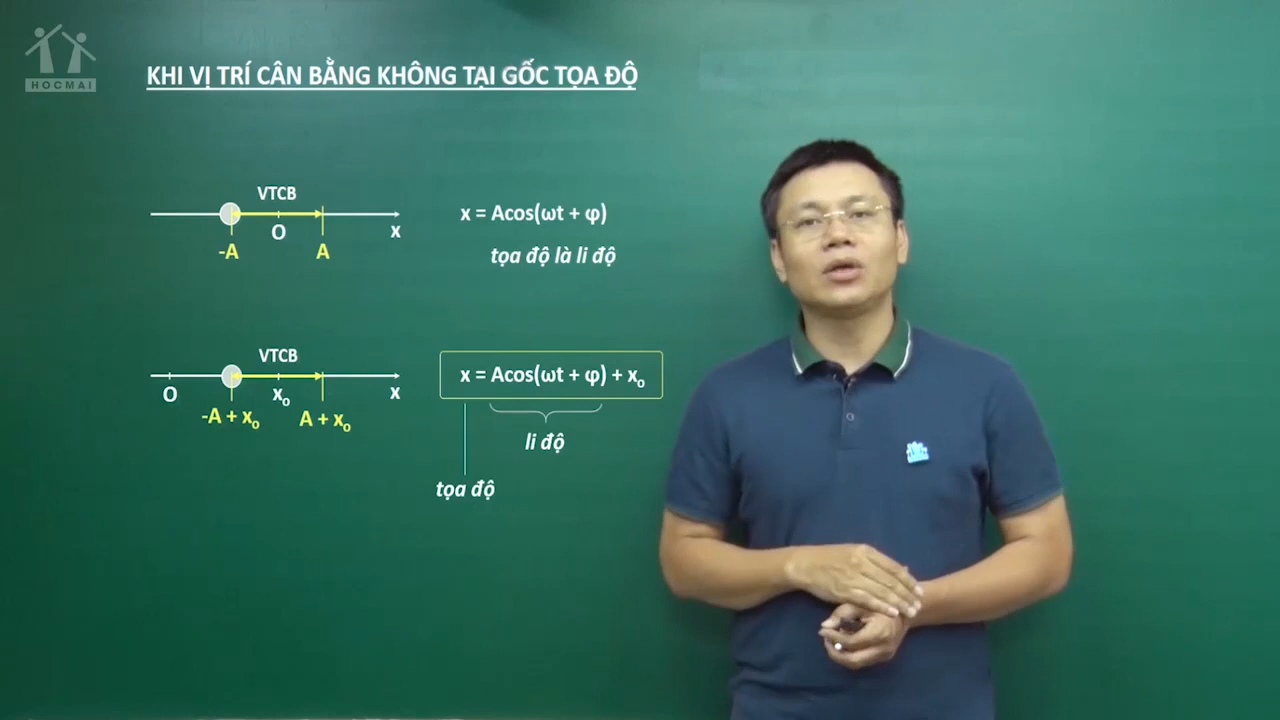 HOCMAI
KHI VỊ TRÍ CÂN BẰNG KHÔNG TẠI GỐC TỌA ĐỘ
VTCB
O
x
-A
A
x = Acos(ωt + φ)
tọa độ là li độ
VTCB
O
xₒ
x
-A + xₒ
A + xₒ
x = Acos(ωt + φ) + xₒ
li độ
tọa độ